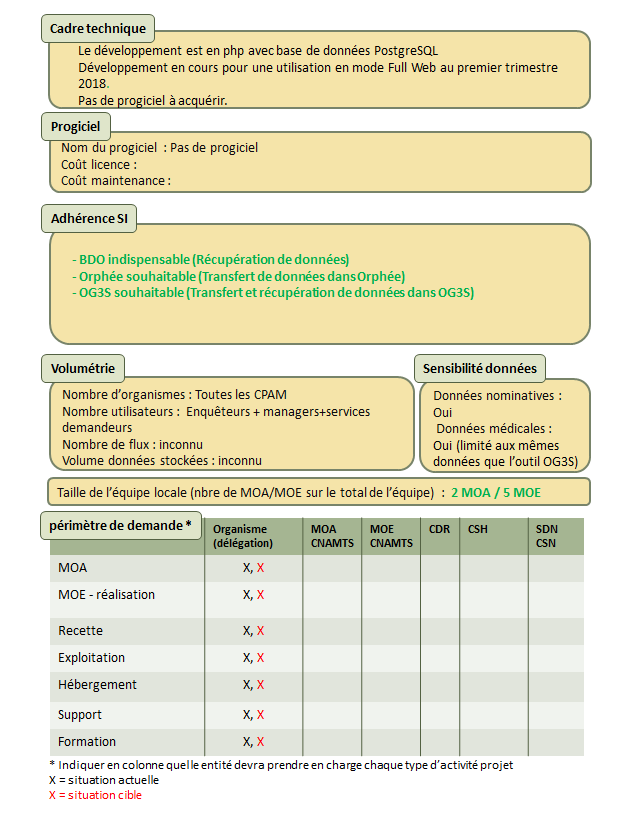 Cadre technique
Le développement est en php avec base de données PostgreSQL
Développement en cours pour une utilisation en mode Full Web au premier trimestre
2018.
Pas de progiciel à acquérir.
Progiciel
Nom du progiciel : Pas de progiciel
Coût licence :
Coût maintenance :
Adhérence SI
- BDO indispensable (Récupération de données)
- Orphée souhaitable (Transfert de données dans Orphée)
- OG3S souhaitable (Transfert et récupération de données dans OG3S)
Volumétrie
Nombre d'organismes : Toutes les CPAM
Nombre utilisateurs : Enquêteurs + managers+services
demandeurs
Nombre de flux : inconnu
Volume données stockées : inconnu
Sensibilité données
Données nominatives :
Oui
Données médicales :
Oui (limité aux mêmes
données que l'outil OG3S)
Taille de l'équipe locale (nbre de MOA/MOE sur le total de l'équipe) : 2 MOA / 5 MOE
périmètre de demande *
Organisme
(délégation)
MOA
CNAMTS
MOE
CNAMTS
CDR
CSH
SDN
CSN
MOA X, X
MOE - réalisation X, X
Recette X, X
Exploitation X, X
Hébergement X, X
Support X, X
Formation X, X
* Indiquer en colonne quelle entité devra prendre en charge chaque type d'activité projet
X = situation actuelle
X = situation cible